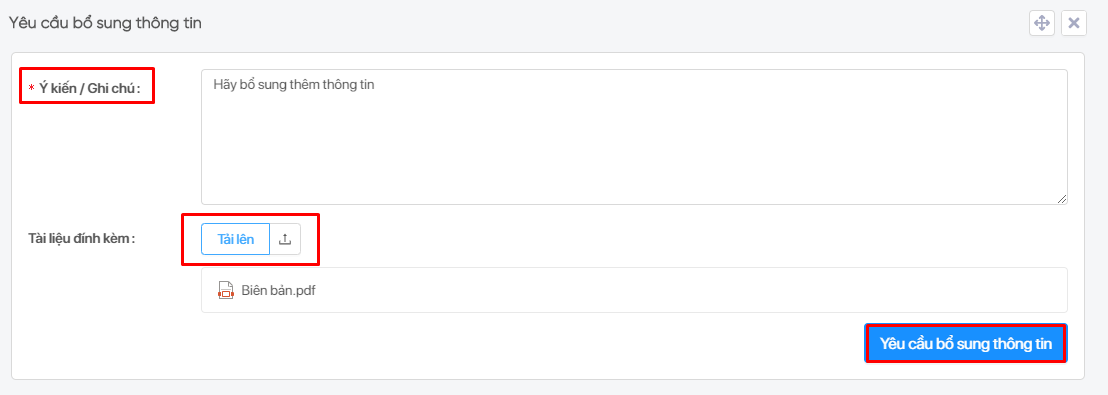 Yêu cầu bổ sung thông tin
* Ý kiến / Ghi chú :
Hãy bổ sung thêm thông tin
Tài liệu đính kèm :
Tải lên
Biên bản.pdf
Yêu cầu bổ sung thông tin